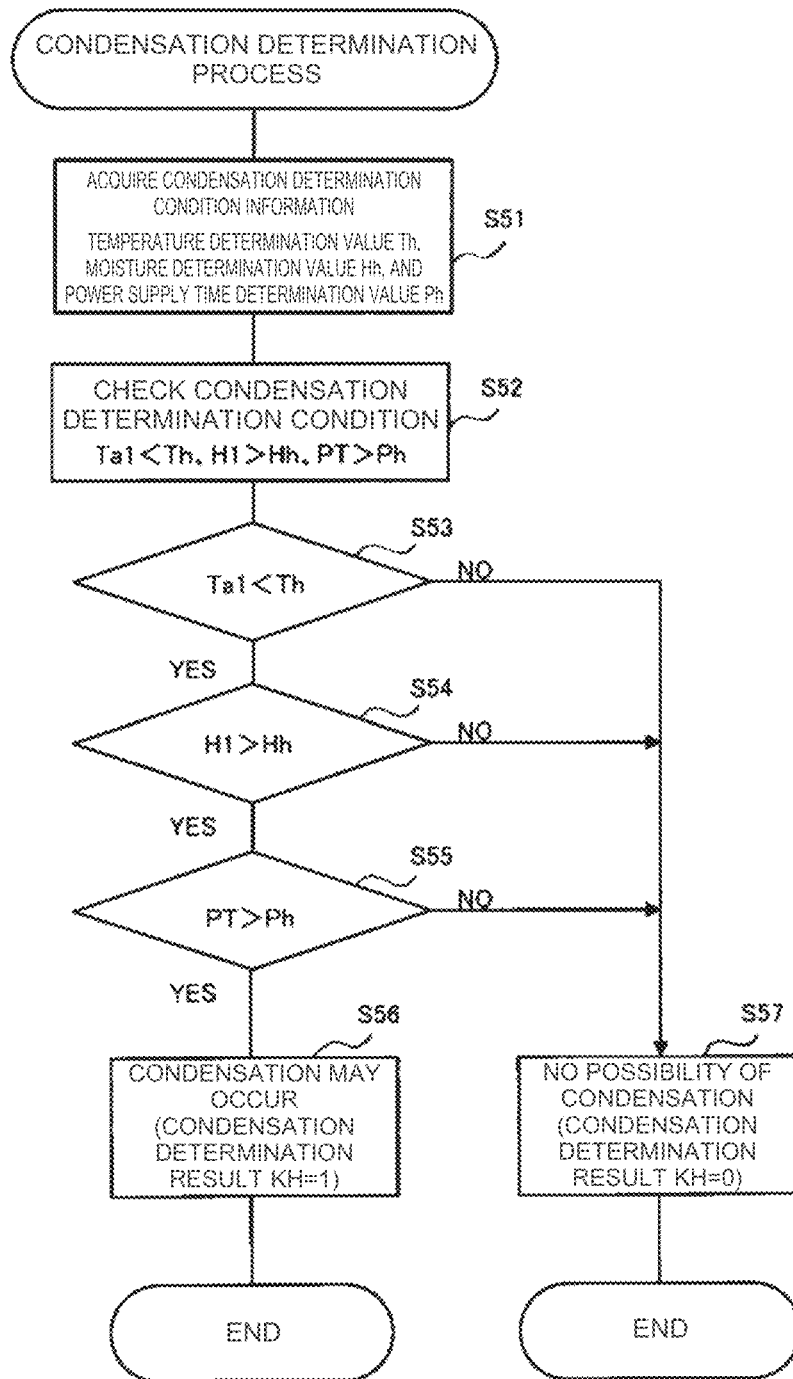 CONDENSATION DETERMINATION
PROCESS
ACQUIRE CONDENSATION DETERMINATION
CONDITION INFORMATION
TEMPERATURE DETERMINATION VALUE Th,
MOISTURE DETERMINATION VALUE Hh, AND
POWER SUPPLY TIME DETERMINATION VALUE Ph
S51
CHECK CONDENSATION
DETERMINATION CONDITION
Ta1<Th、H1>Hh、PT>Ph
S52
S53
Ta1<Th
NO
YES
S54
H1>Hh
NO
YES
S55
PT>Ph
NO
YES
S56
CONDENSATION MAY
OCCUR
(CONDENSATION
DETERMINATION
RESULT KH=1)
S57
NO POSSIBILITY OF
CONDENSATION
(CONDENSATION
DETERMINATION
RESULT KH=0)
END
END